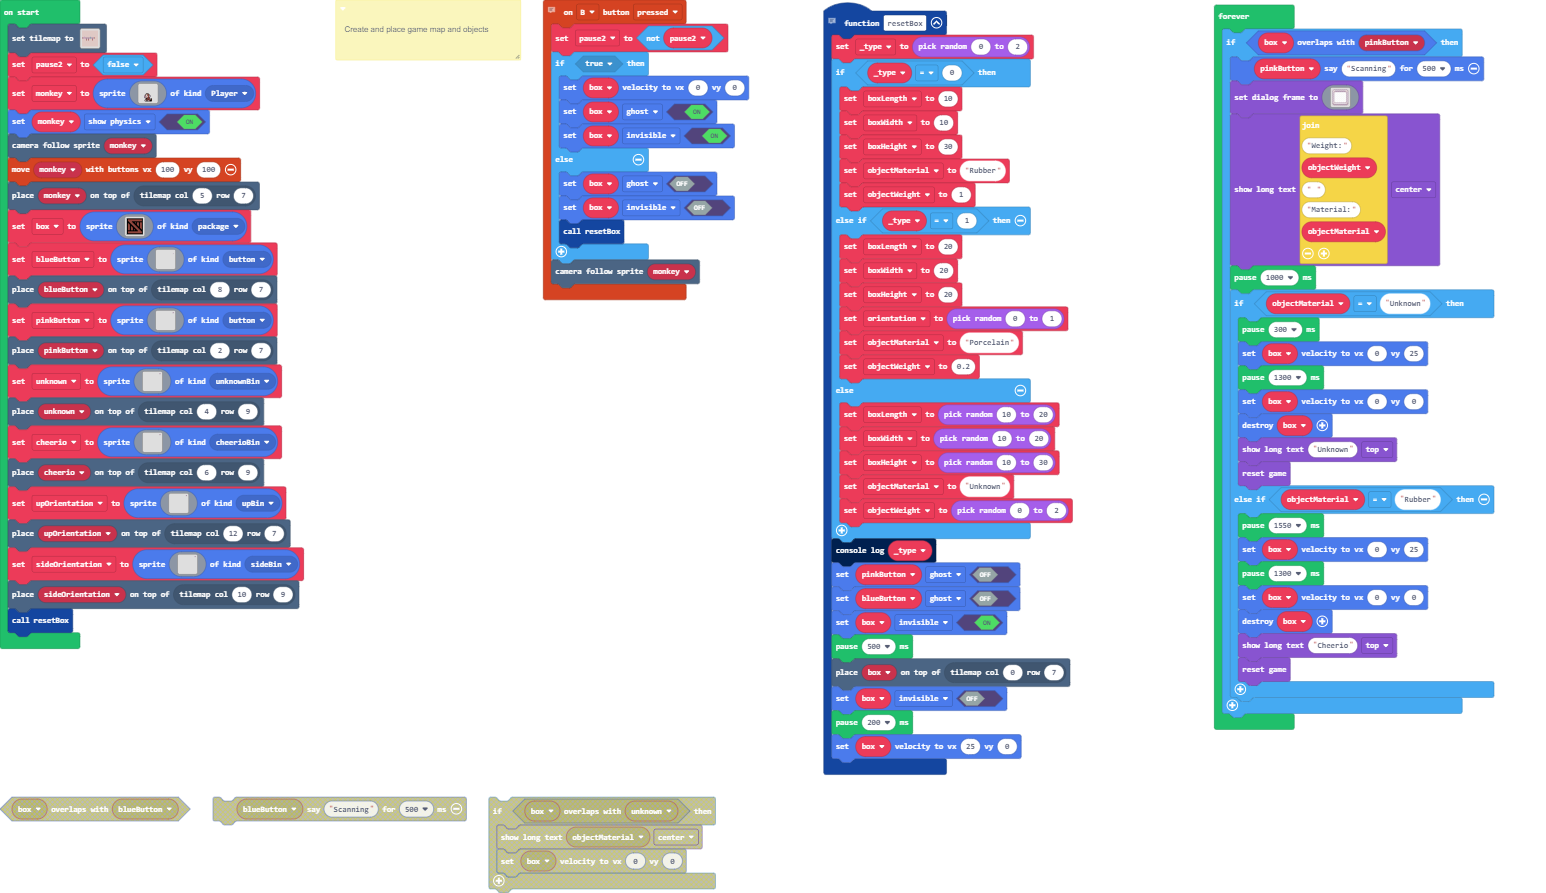 on start
set tilemap to
set pause2 to false
set monkey to sprite of kind Player
set monkey show physics ON
camera follow sprite monkey
move monkey with buttons vx 100 vy 100
place monkey on top of tilemap col 5 row 7
set box to sprite of kind package
set blueButton to sprite of kind button
place blueButton on top of tilemap col 8 row 7
set pinkButton to sprite of kind button
place pinkButton on top of tilemap col 2 row 7
set unknown to sprite of kind unknownBin
place unknown on top of tilemap col 4 row 9
set cheerio to sprite of kind cheerioBin
place cheerio on top of tilemap col 6 row 9
set upOrientation to sprite of kind upBin
place upOrientation on top of tilemap col 12 row 7
set sideOrientation to sprite of kind sideBin
place sideOrientation on top of tilemap col 10 row 9
call resetBox
Create and place game map and objects
on B button pressed
set pause2 to not pause2
if true then
set box velocity to vx 0 vy 0
set box ghost ON
set box invisible ON
else
set box ghost OFF
set box invisible OFF
call resetBox
camera follow sprite monkey
function resetBox
set _type to pick random 0 to 2
if _type = 0 then
set boxLength to 10
set boxWidth to 10
set boxHeight to 30
set objectMaterial to "Rubber"
set objectWeight to 1
else if _type = 1 then
set boxLength to 20
set boxWidth to 20
set boxHeight to 20
set orientation to pick random 0 to 1
set objectMaterial to "Porcelain"
set objectWeight to 0.2
else
set boxLength to pick random 10 to 20
set boxWidth to pick random 10 to 20
set boxHeight to pick random 10 to 30
set objectMaterial to "Unknown"
set objectWeight to pick random 0 to 2
console log _type
set pinkButton ghost OFF
set blueButton ghost OFF
set box invisible ON
pause 500 ms
place box on top of tilemap col 0 row 7
set box invisible OFF
pause 200 ms
set box velocity to vx 25 vy 0
forever
if box overlaps with pinkButton then
pinkButton say "Scanning" for 500 ms
set dialog frame to
join
"Weight:"
objectWeight
show long text " " center
"Material:"
objectMaterial
pause 1000 ms
if objectMaterial = "Unknown" then
pause 300 ms
set box velocity to vx 0 vy 25
pause 1300 ms
set box velocity to vx 0 vy 0
destroy box
show long text "Unknown" top
reset game
else if objectMaterial = "Rubber" then
pause 1550 ms
set box velocity to vx 0 vy 25
pause 1300 ms
set box velocity to vx 0 vy 0
destroy box
show long text "Cheerio" top
reset game
box overlaps with blueButton
blueButton say "Scanning" for 500 ms
if box overlaps with unknown then
show long text objectMaterial center
set box velocity to vx 0 vy 0